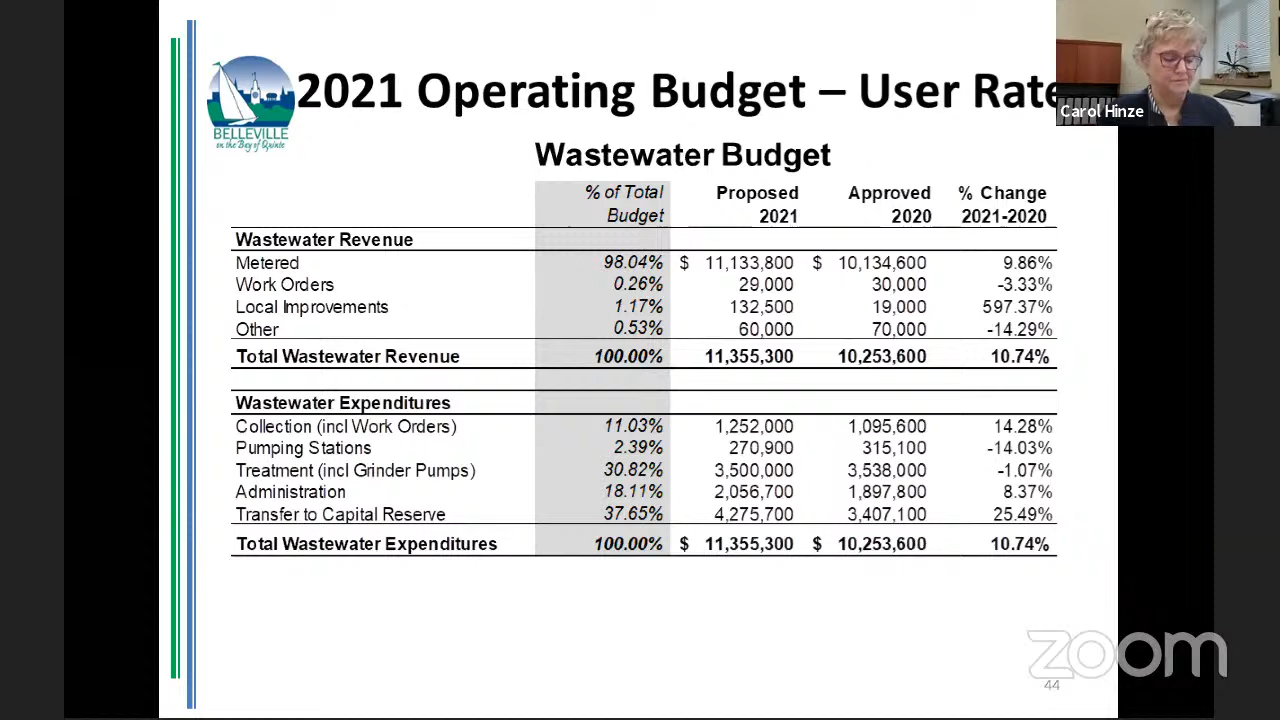 2021 Operating Budget – User Rate
Carol Hinze
BELLEVILLE
on the Bay of Quinte
Wastewater Budget
% of Total Proposed Approved % Change
Budget 2021 2020 2021-2020
Wastewater Revenue
Metered 98.04% $ 11,133,800 $ 10,134,600 9.86%
Work Orders 0.26% 29,000 30,000 -3.33%
Local Improvements 1.17% 132,500 19,000 597.37%
Other 0.53% 60,000 70,000 -14.29%
Total Wastewater Revenue 100.00% 11,355,300 10,253,600 10.74%
Wastewater Expenditures
Collection (incl Work Orders) 11.03% 1,252,000 1,095,600 14.28%
Pumping Stations 2.39% 270,900 315,100 -14.03%
Treatment (incl Grinder Pumps) 30.82% 3,500,000 3,538,000 -1.07%
Administration 18.11% 2,056,700 1,897,800 8.37%
Transfer to Capital Reserve 37.65% 4,275,700 3,407,100 25.49%
Total Wastewater Expenditures 100.00% $ 11,355,300 $ 10,253,600 10.74%
zoom
44